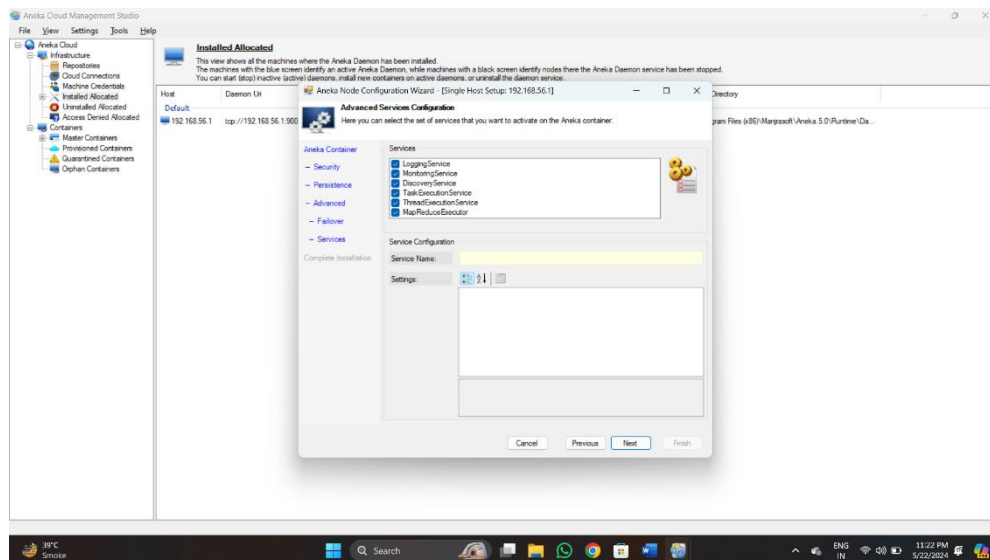 Aneka Cloud Management Studio
File View Settings Tools Help
Aneka Cloud
Infrastructure
Repositories
Cloud Connections
Machine Credentials
Installed Allocated
Uninstalled Allocated
Access Denied Allocated
Containers
Master Containers
Provisioned Containers
Quarantined Containers
Orphan Containers
Installed Allocated
This view shows all the machines where the Aneka Daemon has been installed.
The machines with the blue screen identify an active Aneka Daemon, while machines with a black screen identify nodes there the Aneka Daemon service has been stopped.
You can start (stop) inactive (active) daemons, install new containers on active daemons, or uninstall the daemon service.
Host Daemon Uri Directory
Default
192.168.56.1 tcp://192.168.56.1:900 gram Files (x86)\Manjrasoft\Aneka.5.0\Runtime\Da...
Aneka Node Configuration Wizard - [Single Host Setup: 192.168.56.1]
Advanced Services Configuration
Here you can select the set of services that you want to activate on the Aneka container.
Aneka Container
- Security
- Persistence
- Advanced
- Failover
- Services
Complete Installation
Services
LoggingService
MonitoringService
DiscoveryService
TaskExecutionService
ThreadExecutionService
MapReduceExecutor
Service Configuration
Service Name:
Settings:
Cancel Previous Next Finish
39°C
Smoke
Search
ENG
IN
11:22 PM
5/22/2024